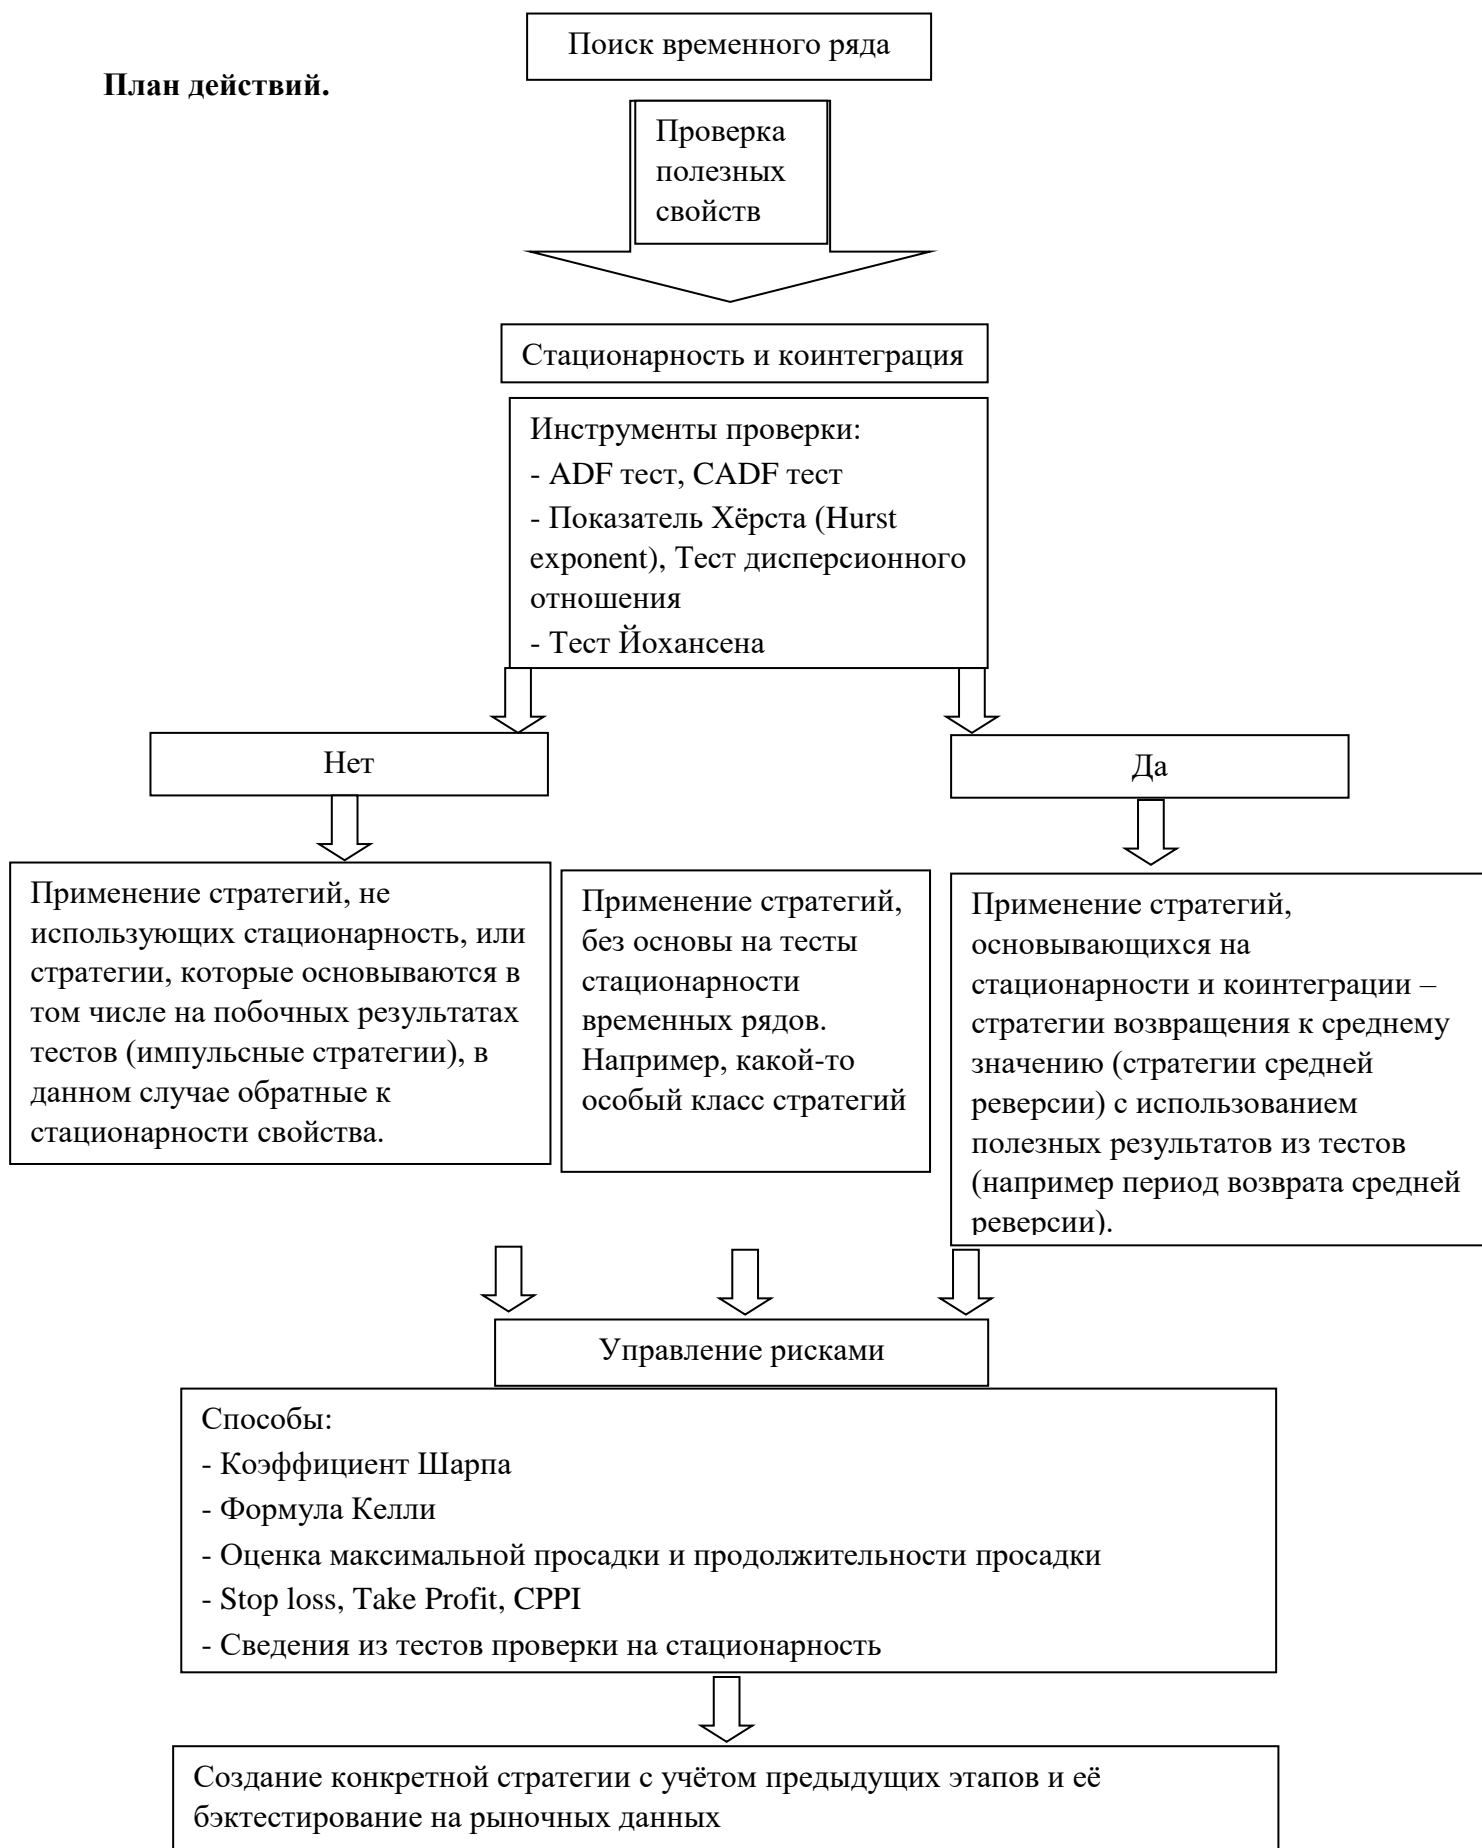 Поиск временного ряда
План действий.
Проверка
полезных
свойств
Стационарность и коинтеграция
Инструменты проверки:
- ADF тест, CADF тест
- Показатель Хёрста (Hurst
exponent), Тест дисперсионного
отношения
- Тест Йохансена
Нет
Да
Применение стратегий, не
использующих стационарность, или
стратегии, которые основываются в
том числе на побочных результатах
тестов (импульсные стратегии), в
данном случае обратные к
стационарности свойства.
Применение стратегий,
без основы на тесты
стационарности
временных рядов.
Например, какой-то
особый класс стратегий
Применение стратегий,
основывающихся на
стационарности и коинтеграции –
стратегии возвращения к среднему
значению (стратегии средней
реверсии) с использованием
полезных результатов из тестов
(например период возврата средней
реверсии).
Управление рисками
Способы:
- Коэффициент Шарпа
- Формула Келли
- Оценка максимальной просадки и продолжительности просадки
- Stop loss, Take Profit, CPPI
- Сведения из тестов проверки на стационарность
Создание конкретной стратегии с учётом предыдущих этапов и её
бэктестирование на рыночных данных